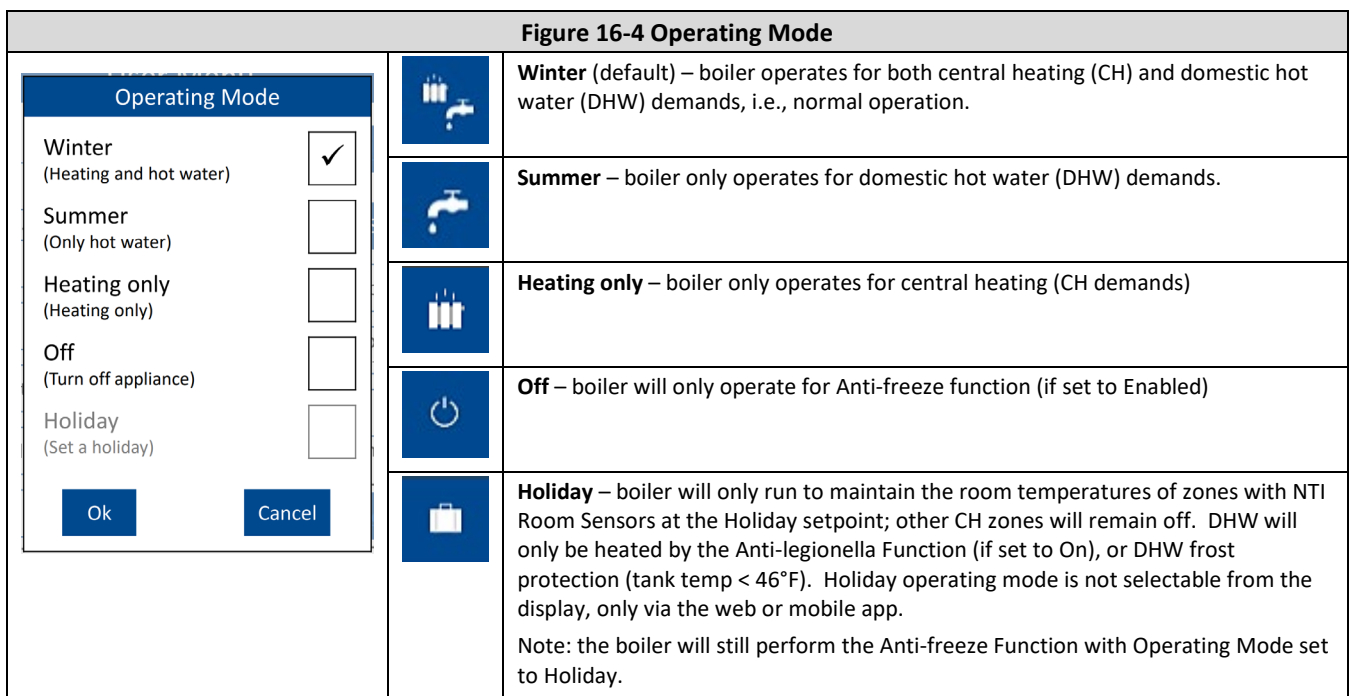 Figure 16-4 Operating Mode
Operating Mode
Winter
(Heating and hot water)
✓
Summer
(Only hot water)
Heating only
(Heating only)
Off
(Turn off appliance)
Holiday
(Set a holiday)
Ok
Cancel
Winter (default) – boiler operates for both central heating (CH) and domestic hot
water (DHW) demands, i.e., normal operation.
Summer – boiler only operates for domestic hot water (DHW) demands.
Heating only – boiler only operates for central heating (CH demands)
Off – boiler will only operate for Anti-freeze function (if set to Enabled)
Holiday – boiler will only run to maintain the room temperatures of zones with NTI
Room Sensors at the Holiday setpoint; other CH zones will remain off.  DHW will
only be heated by the Anti-legionella Function (if set to On), or DHW frost
protection (tank temp < 46°F).  Holiday operating mode is not selectable from the
display, only via the web or mobile app.
Note: the boiler will still perform the Anti-freeze Function with Operating Mode set
to Holiday.